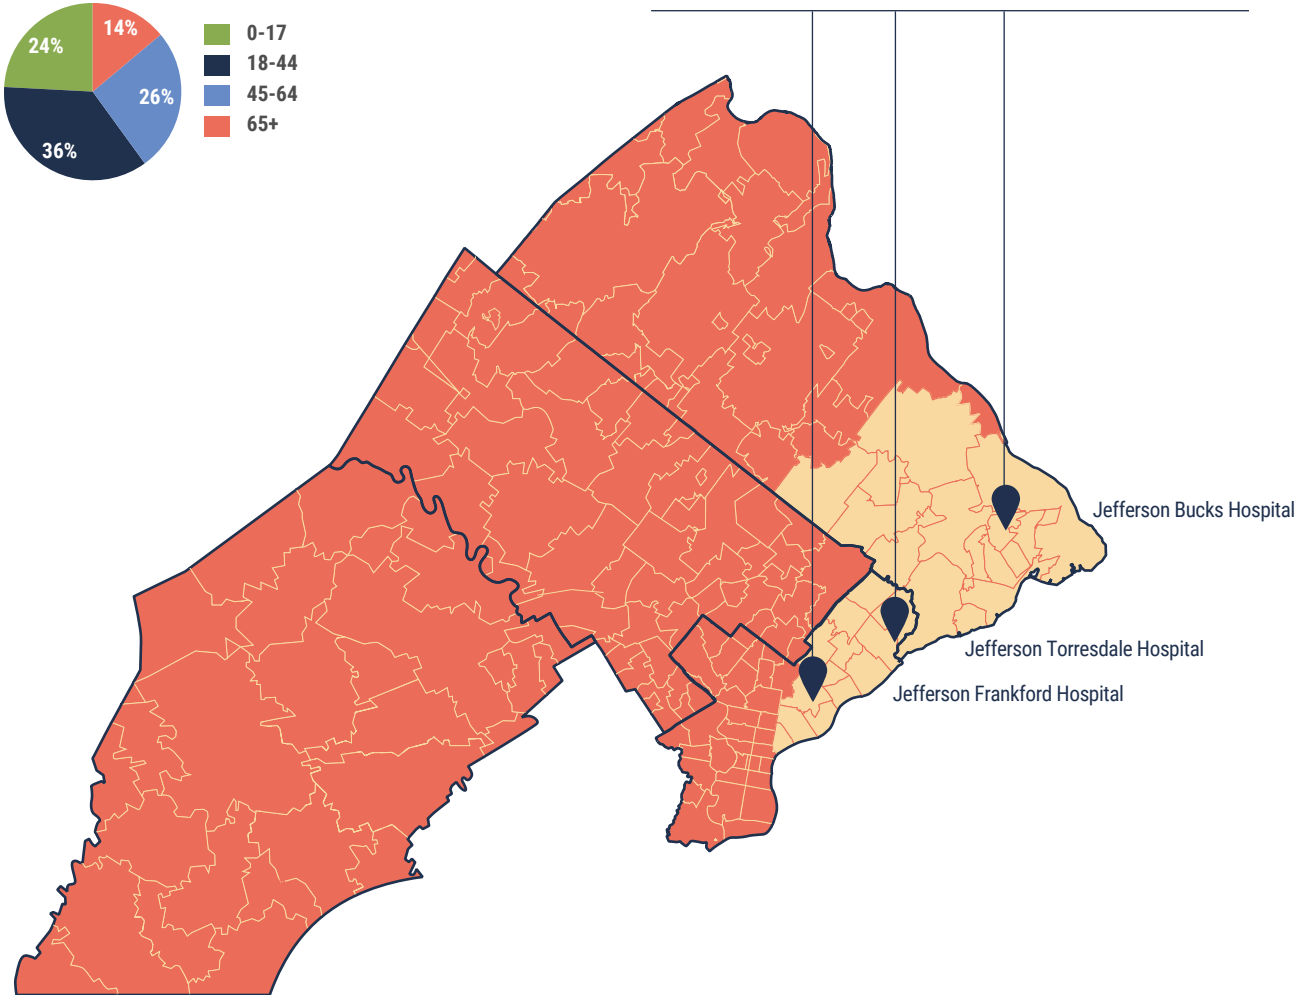 14%
24%
26%
36%
0-17
18-44
45-64
65+
Jefferson Bucks Hospital
Jefferson Torresdale Hospital
Jefferson Frankford Hospital